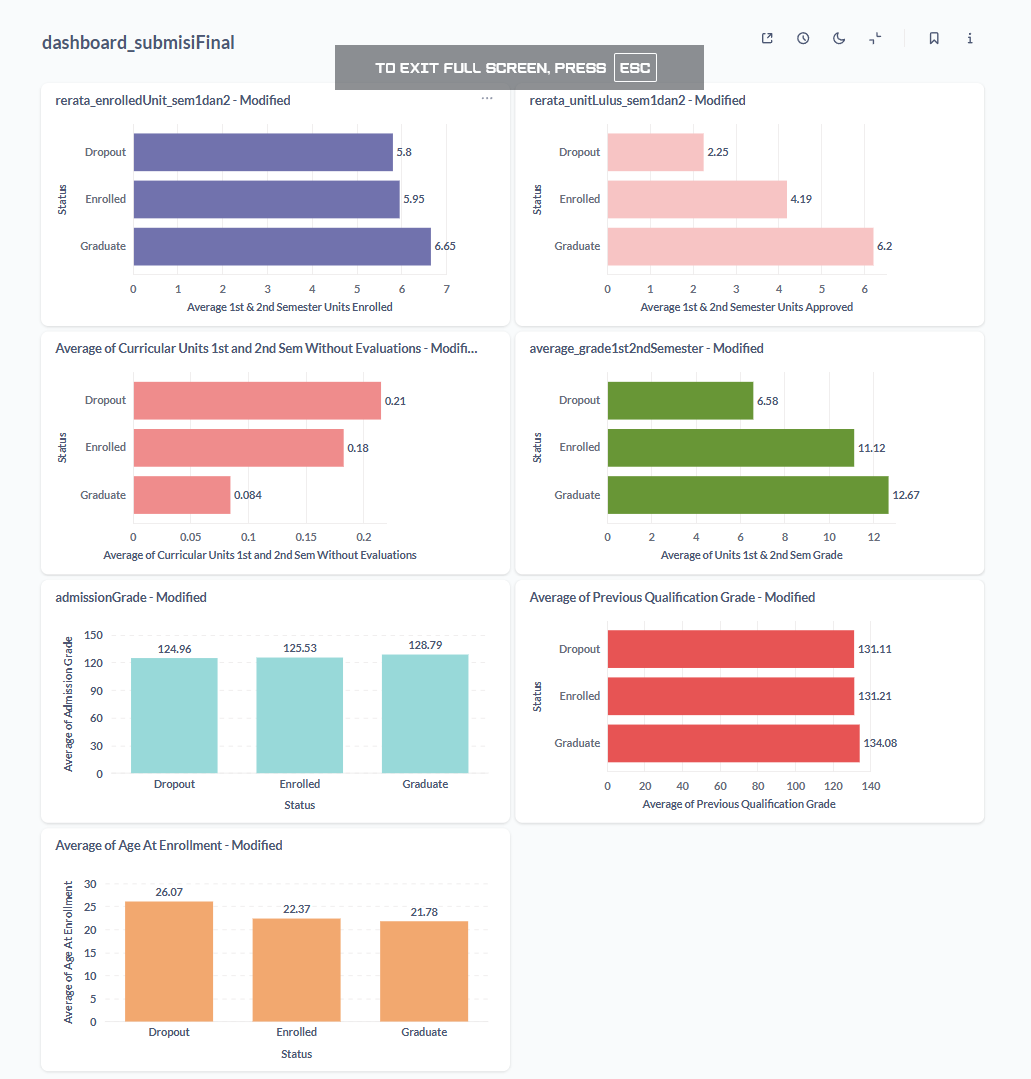 dashboard_submisiFinal
TO EXIT FULL SCREEN, PRESS ESC
rerata_enrolledUnit_sem1dan2 - Modified
Status
Dropout 5.8
Enrolled 5.95
Graduate 6.65
0 1 2 3 4 5 6 7
Average 1st & 2nd Semester Units Enrolled
rerata_unitLulus_sem1dan2 - Modified
Status
Dropout 2.25
Enrolled 4.19
Graduate 6.2
0 1 2 3 4 5 6
Average 1st & 2nd Semester Units Approved
Average of Curricular Units 1st and 2nd Sem Without Evaluations - Modifi...
Status
Dropout 0.21
Enrolled 0.18
Graduate 0.084
0 0.05 0.1 0.15 0.2
Average of Curricular Units 1st and 2nd Sem Without Evaluations
average_grade1st2ndSemester - Modified
Status
Dropout 6.58
Enrolled 11.12
Graduate 12.67
0 2 4 6 8 10 12
Average of Units 1st & 2nd Sem Grade
admissionGrade - Modified
Average of Admission Grade
150
120
90
60
30
0
124.96 125.53 128.79
Dropout Enrolled Graduate
Status
Average of Previous Qualification Grade - Modified
Status
Dropout 131.11
Enrolled 131.21
Graduate 134.08
0 20 40 60 80 100 120 140
Average of Previous Qualification Grade
Average of Age At Enrollment - Modified
Average of Age At Enrollment
30
25
20
15
10
5
0
26.07 22.37 21.78
Dropout Enrolled Graduate
Status